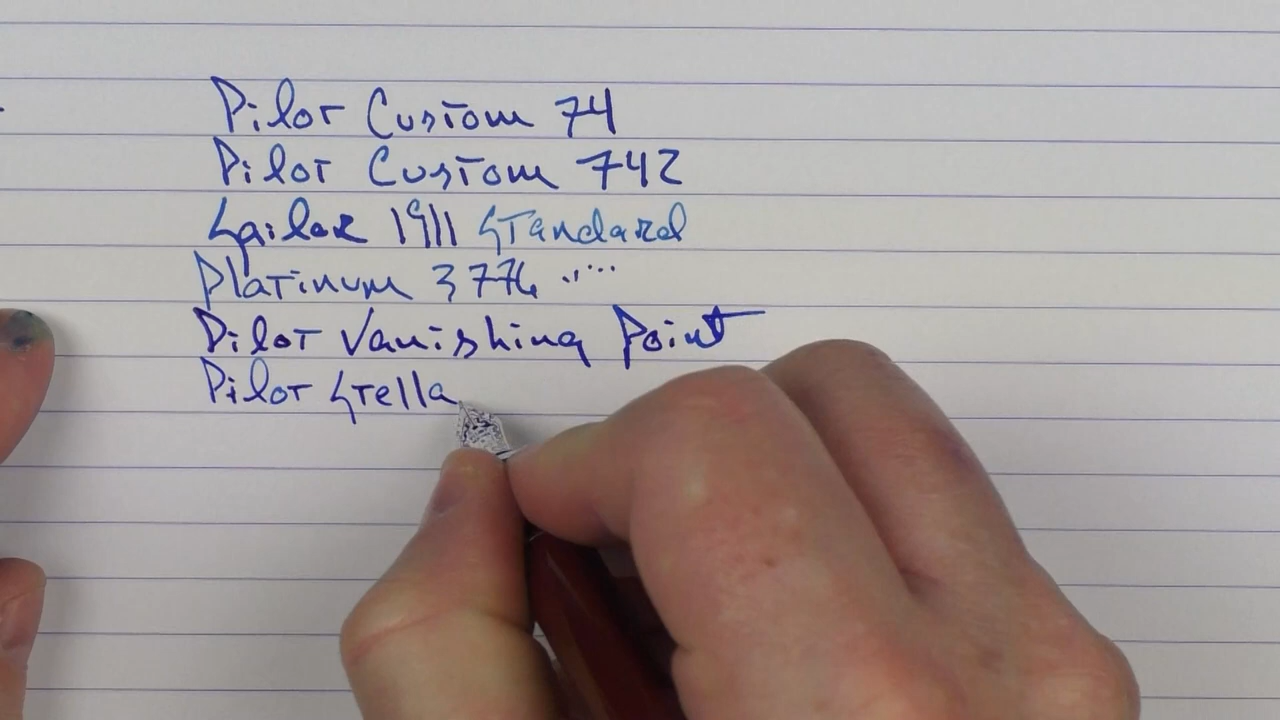 Pilot Custom 74
Pilot Custom 742
Sailor 1911 Standard
Platinum 3776 .....
Pilot Vanishing Point
Pilot Stella